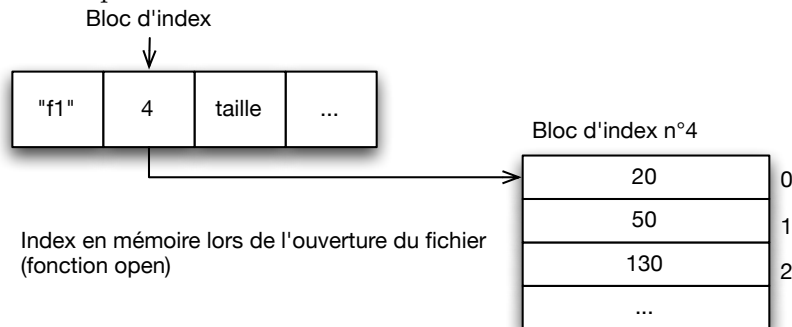 Bloc d'index
"f1" 4 taille ...
Bloc d'index n°4
20 0
50 1
Index en mémoire lors de l'ouverture du fichier
(fonction open)
130 2
...